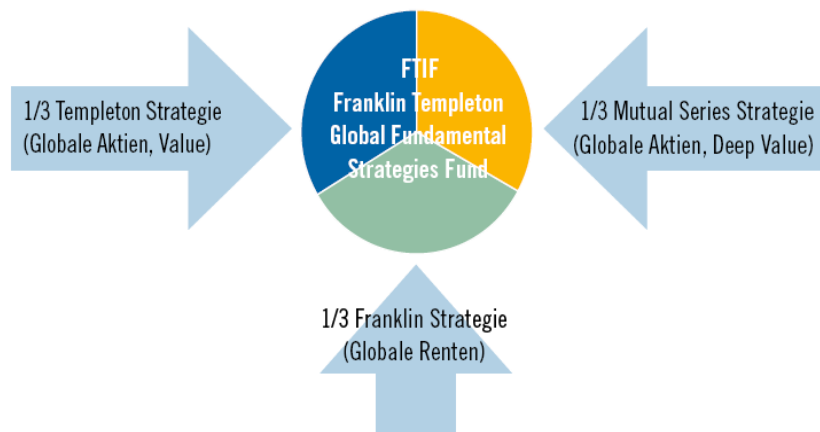 FTIF
Franklin Templeton
Global Fundamental
Strategies Fund
1/3 Templeton Strategie
(Globale Aktien, Value)
1/3 Mutual Series Strategie
(Globale Aktien, Deep Value)
1/3 Franklin Strategie
(Globale Renten)